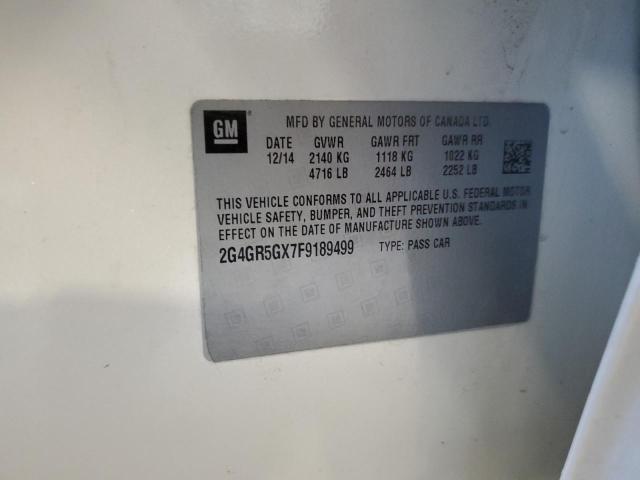 GM
MFD BY GENERAL MOTORS OF CANADA LTD.
DATE GVWR GAWR FRT GAWR RR
12/14 2140 KG 1118 KG 1022 KG
4716 LB 2464 LB 2252 LB
THIS VEHICLE CONFORMS TO ALL APPLICABLE U.S. FEDERAL MOTOR
VEHICLE SAFETY, BUMPER, AND THEFT PREVENTION STANDARDS IN
EFFECT ON THE DATE OF MANUFACTURE SHOWN ABOVE.
2G4GR5GX7F9189499 TYPE: PASS CAR